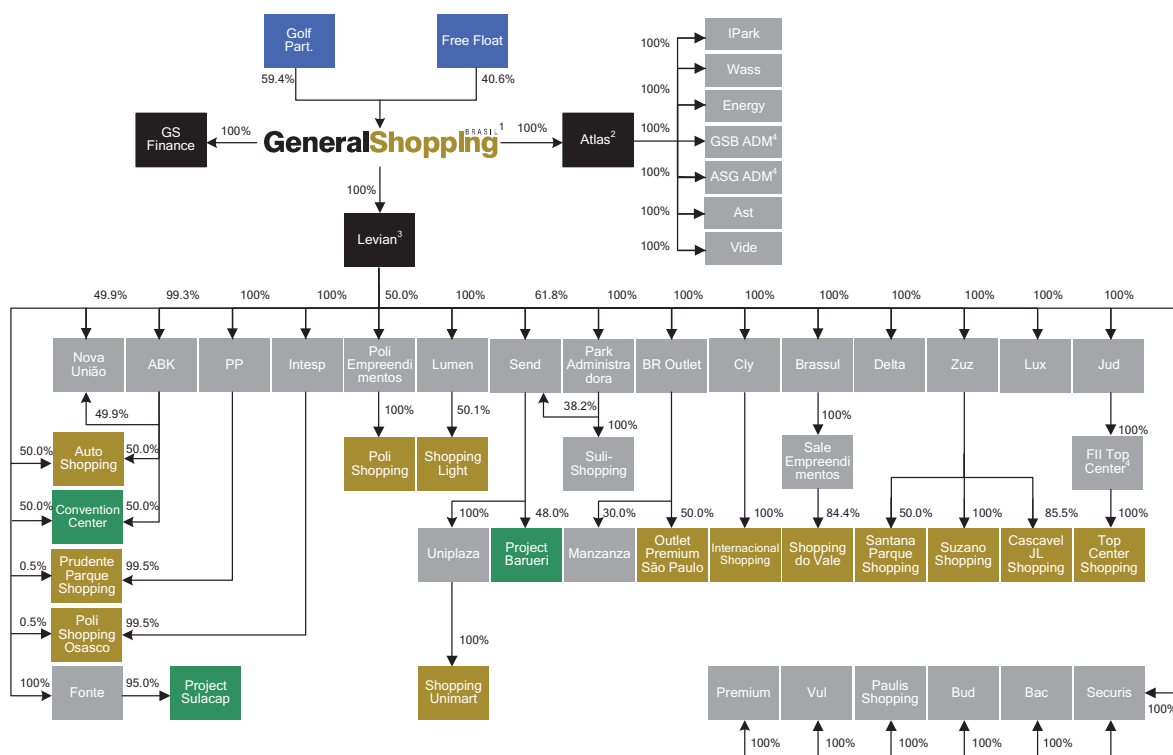 Golf
Part.
Free Float
59.4%
40.6%
GS
Finance
100%
GeneralShopping
BRASIL
1
100%
Atlas2
100%
IPark
100%
Wass
100%
Energy
100%
GSB ADM4
100%
ASG ADM4
100%
Ast
100%
Vide
100%
100%
Levian3
49.9%
99.3%
100%
100%
50.0%
100%
61.8%
100%
100%
100%
100%
100%
100%
100%
100%
Nova
União
ABK
PP
Intesp
Poli
Empreendi
mentos
Lumen
Send
Park
Administra
dora
BR Outlet
Cly
Brassul
Delta
Zuz
Lux
Jud
49.9%
100%
50.1%
38.2%
100%
100%
100%
50.0%
Auto
Shopping
50.0%
Poli
Shopping
Shopping
Light
Suli-
Shopping
Sale
Empreendi
mentos
FII Top
Center4
50.0%
Convention
Center
50.0%
100%
48.0%
30.0%
50.0%
100%
84.4%
50.0%
100%
85.5%
100%
Uniplaza
Project
Barueri
Manzanza
Outlet
Premium
São Paulo
Internacional
Shopping
Shopping
do Vale
Santana
Parque
Shopping
Suzano
Shopping
Cascavel
JL
Shopping
Top
Center
Shopping
0.5%
Prudente
Parque
Shopping
99.5%
0.5%
Poli
Shopping
Osasco
99.5%
100%
100%
Fonte
95.0%
Project
Sulacap
Shopping
Unimart
Premium
Vul
Paulis
Shopping
Bud
Bac
Securis
100%
100%
100%
100%
100%
100%